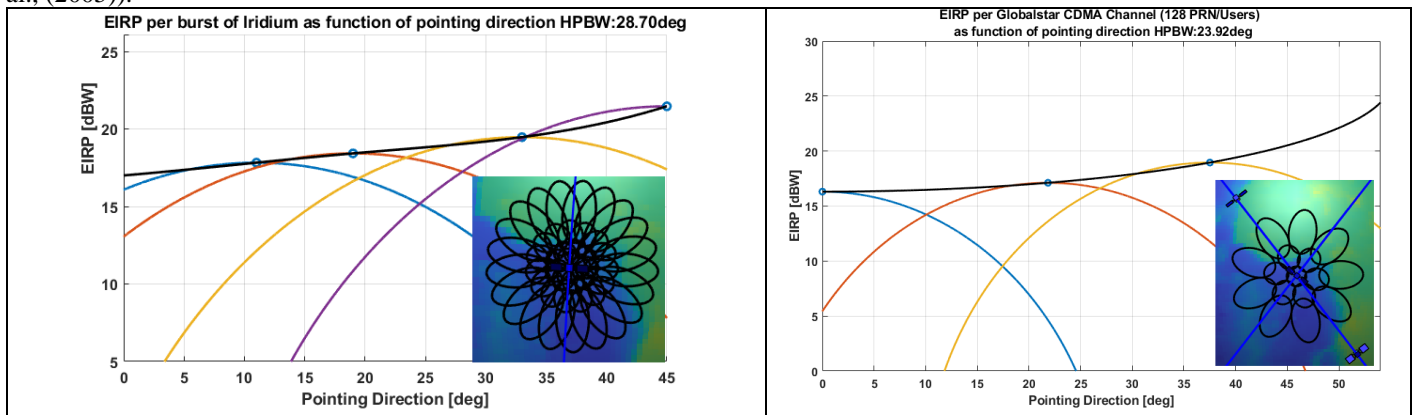 al., (2003)).
EIRP per burst of Iridium as function of pointing direction HPBW:28.70deg
EIRP [dBW]
25
20
15
10
5
0 5 10 15 20 25 30 35 40 45
Pointing Direction [deg]
EIRP per Globalstar CDMA Channel (128 PRN/Users)
as function of pointing direction HPBW:23.92deg
EIRP [dBW]
30
25
20
15
10
5
0
0 5 10 15 20 25 30 35 40 45 50
Pointing Direction [deg]